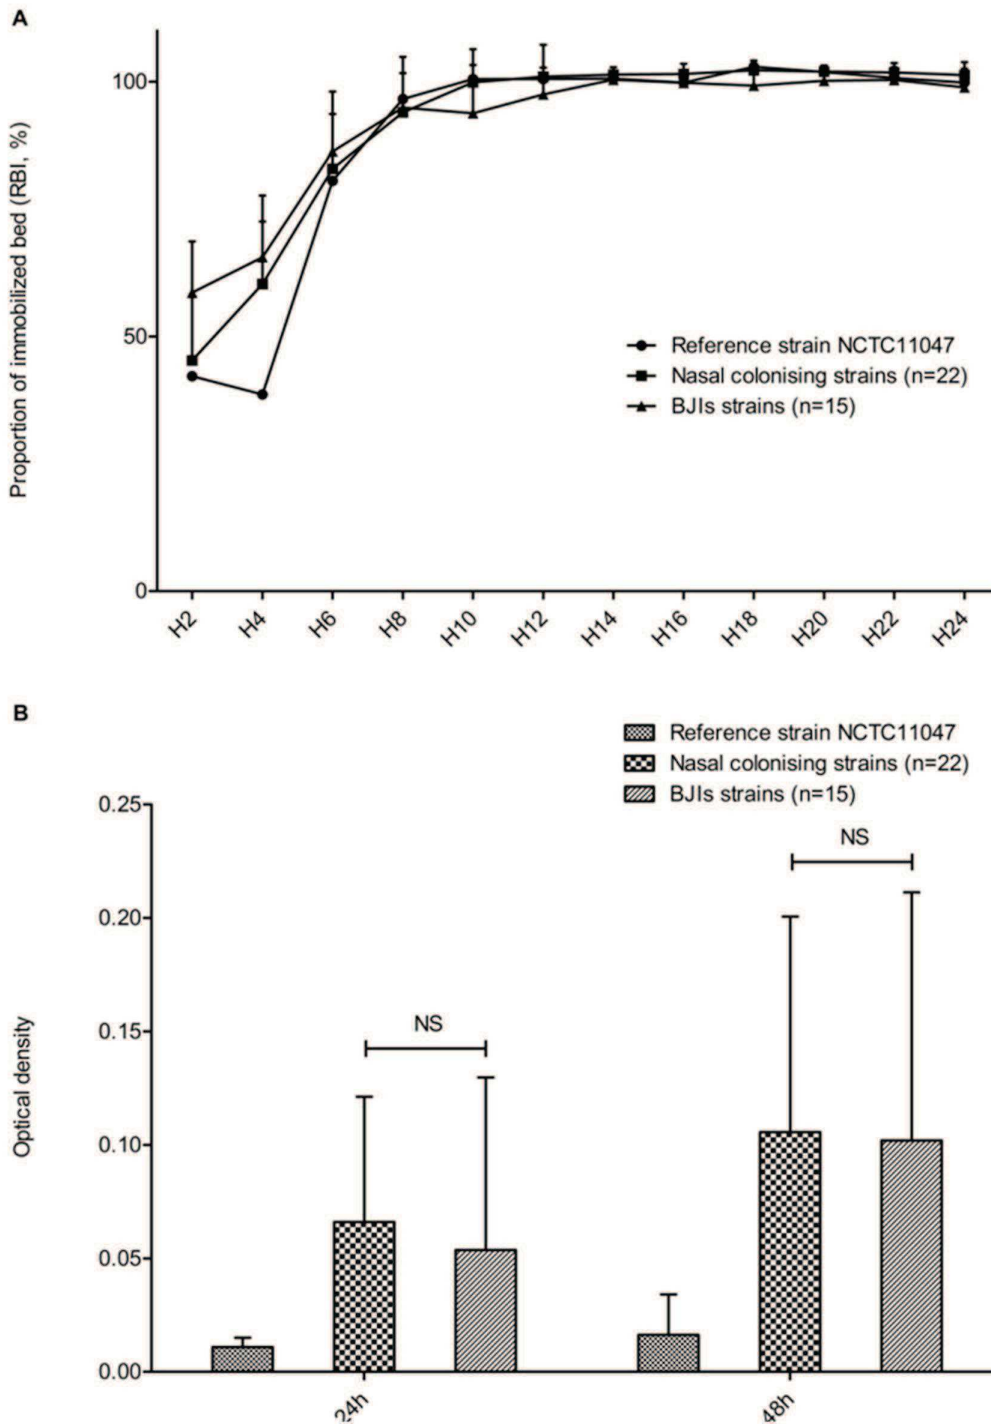 A
Proportion of immobilized bed (RBI, %)
100
50
0
Reference strain NCTC11047
Nasal colonising strains (n=22)
BJIs strains (n=15)
H2 H4 H6 H8 H10 H12 H14 H16 H18 H20 H22 H24
B
Reference strain NCTC11047
Nasal colonising strains (n=22)
BJIs strains (n=15)
Optical density
0.25
0.20
0.15
0.10
0.05
0.00
NS
NS
24h 48h